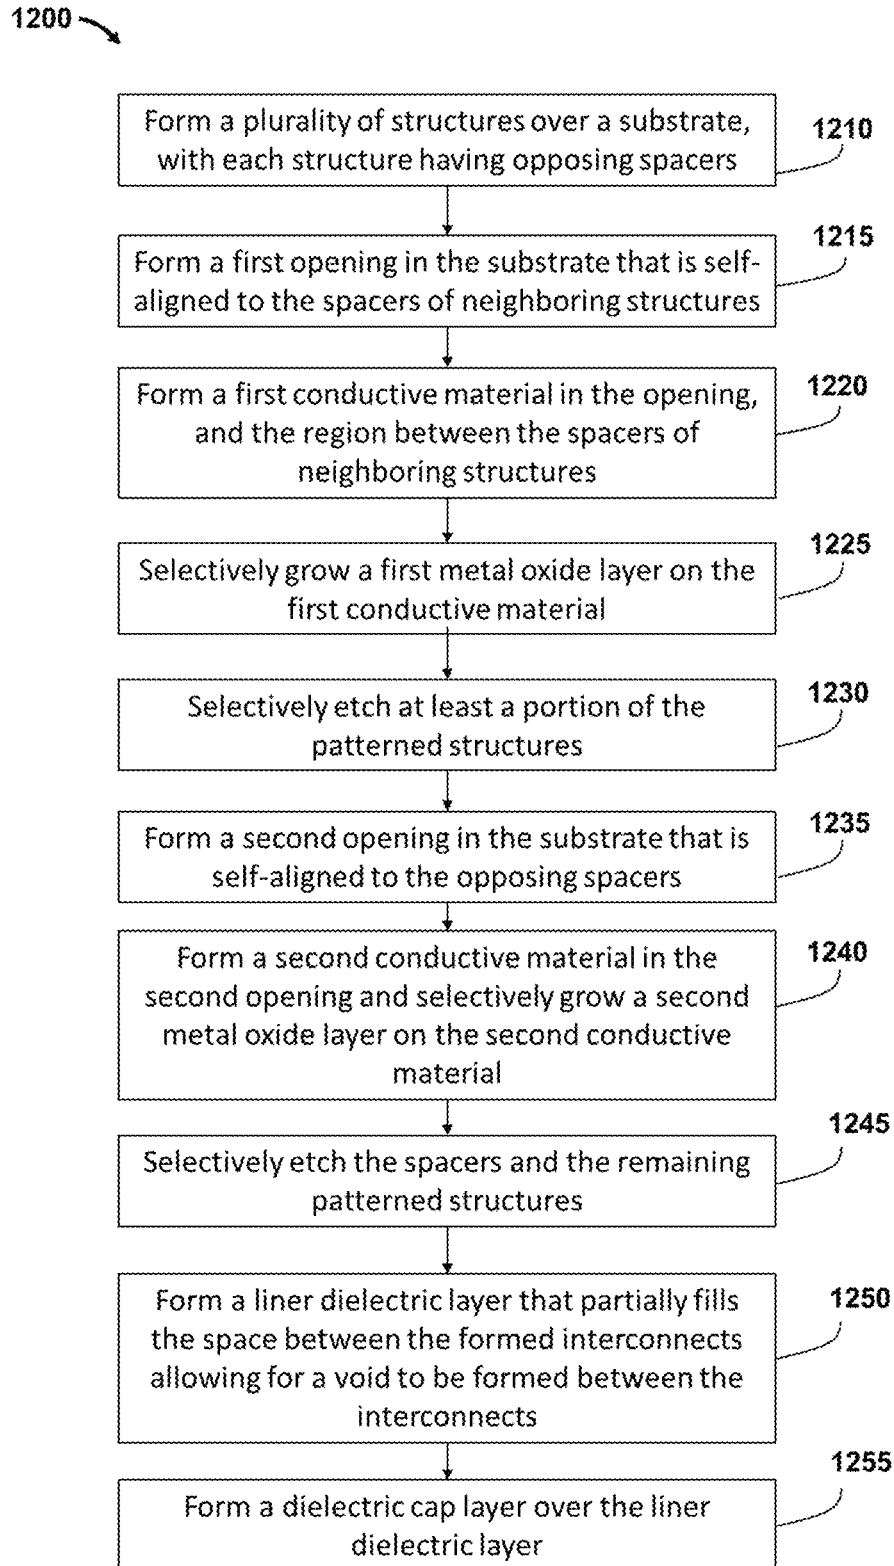 1200
Form a plurality of structures over a substrate,
with each structure having opposing spacers
1210
Form a first opening in the substrate that is self-
aligned to the spacers of neighboring structures
1215
Form a first conductive material in the opening,
and the region between the spacers of
neighboring structures
1220
Selectively grow a first metal oxide layer on the
first conductive material
1225
Selectively etch at least a portion of the
patterned structures
1230
Form a second opening in the substrate that is
self-aligned to the opposing spacers
1235
Form a second conductive material in the
second opening and selectively grow a second
metal oxide layer on the second conductive
material
1240
Selectively etch the spacers and the remaining
patterned structures
1245
Form a liner dielectric layer that partially fills
the space between the formed interconnects
allowing for a void to be formed between the
interconnects
1250
Form a dielectric cap layer over the liner
dielectric layer
1255